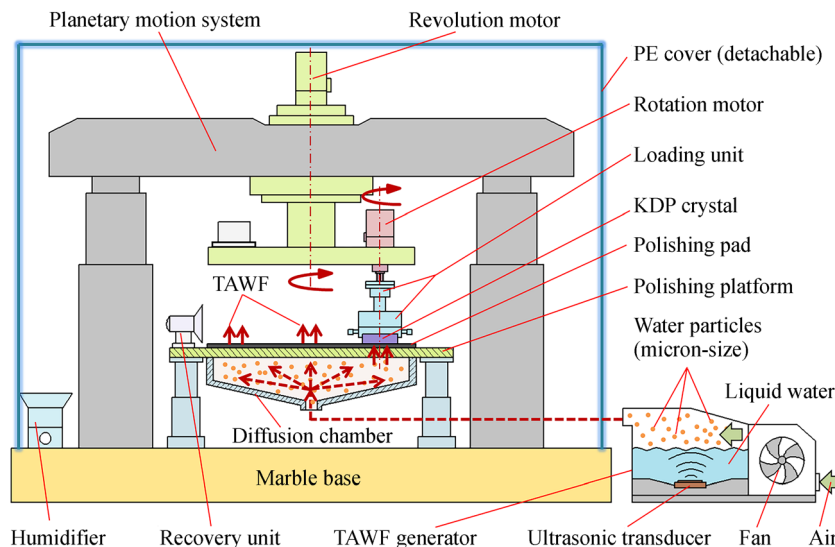 Planetary motion system
Revolution motor
PE cover (detachable)
Rotation motor
Loading unit
KDP crystal
Polishing pad
Polishing platform
TAWF
Water particles
(micron-size)
Liquid water
Diffusion chamber
Marble base
Humidifier
Recovery unit
TAWF generator
Ultrasonic transducer
Fan
Air